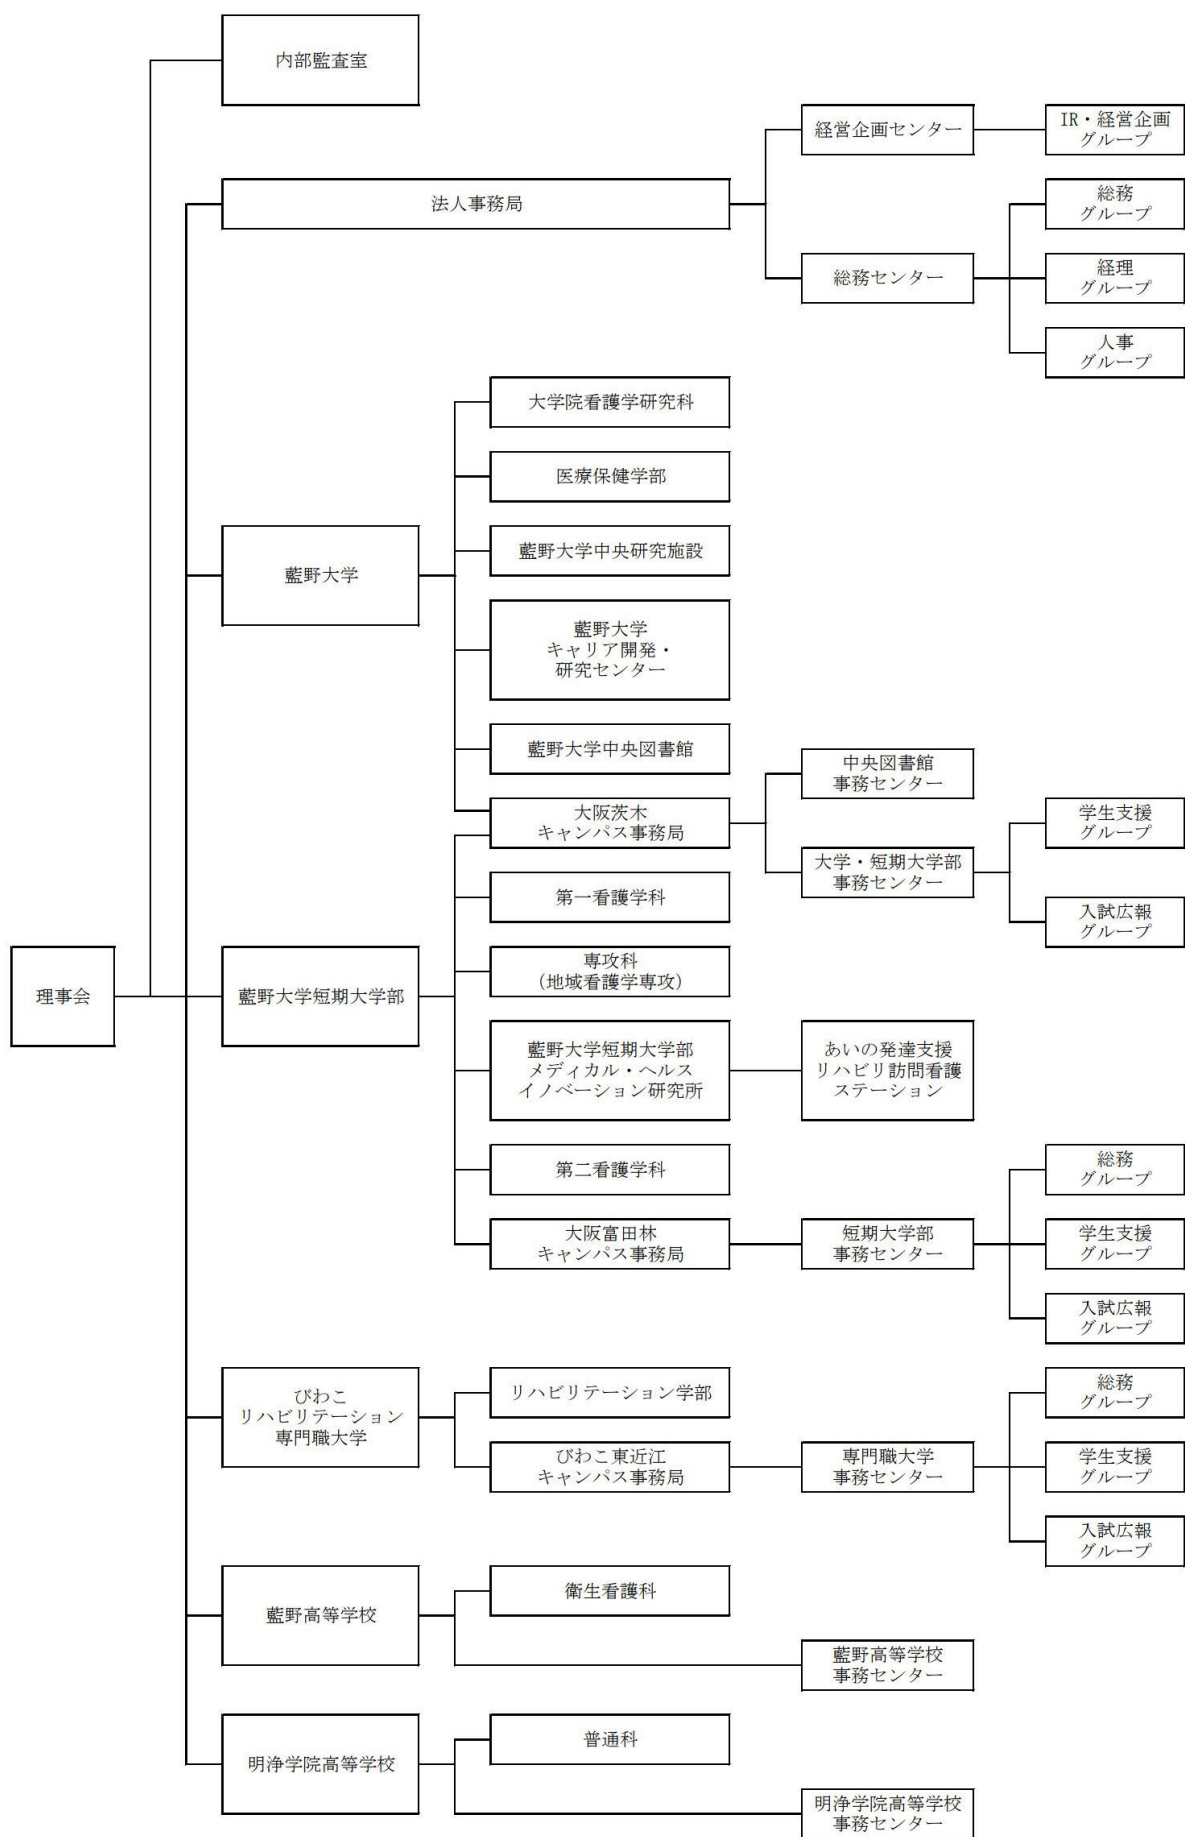 内部監査室
経営企画センター
IR・経営企画
グループ
法人事務局
総務
グループ
総務センター
経理
グループ
人事
グループ
大学院看護学研究科
医療保健学部
藍野大学
藍野大学中央研究施設
藍野大学
キャリア開発・
研究センター
藍野大学中央図書館
中央図書館
事務センター
大阪茨木
キャンパス事務局
学生支援
グループ
大学・短期大学部
事務センター
第一看護学科
入試広報
グループ
理事会
藍野大学短期大学部
専攻科
(地域看護学専攻)
藍野大学短期大学部
メディカル・ヘルス
イノベーション研究所
あいの発達支援
リハビリ訪問看護
ステーション
第二看護学科
総務
グループ
大阪富田林
キャンパス事務局
短期大学部
事務センター
学生支援
グループ
入試広報
グループ
びわこ
リハビリテーション
専門職大学
リハビリテーション学部
総務
グループ
びわこ東近江
キャンパス事務局
専門職大学
事務センター
学生支援
グループ
入試広報
グループ
藍野高等学校
衛生看護科
藍野高等学校
事務センター
明浄学院高等学校
普通科
明浄学院高等学校
事務センター